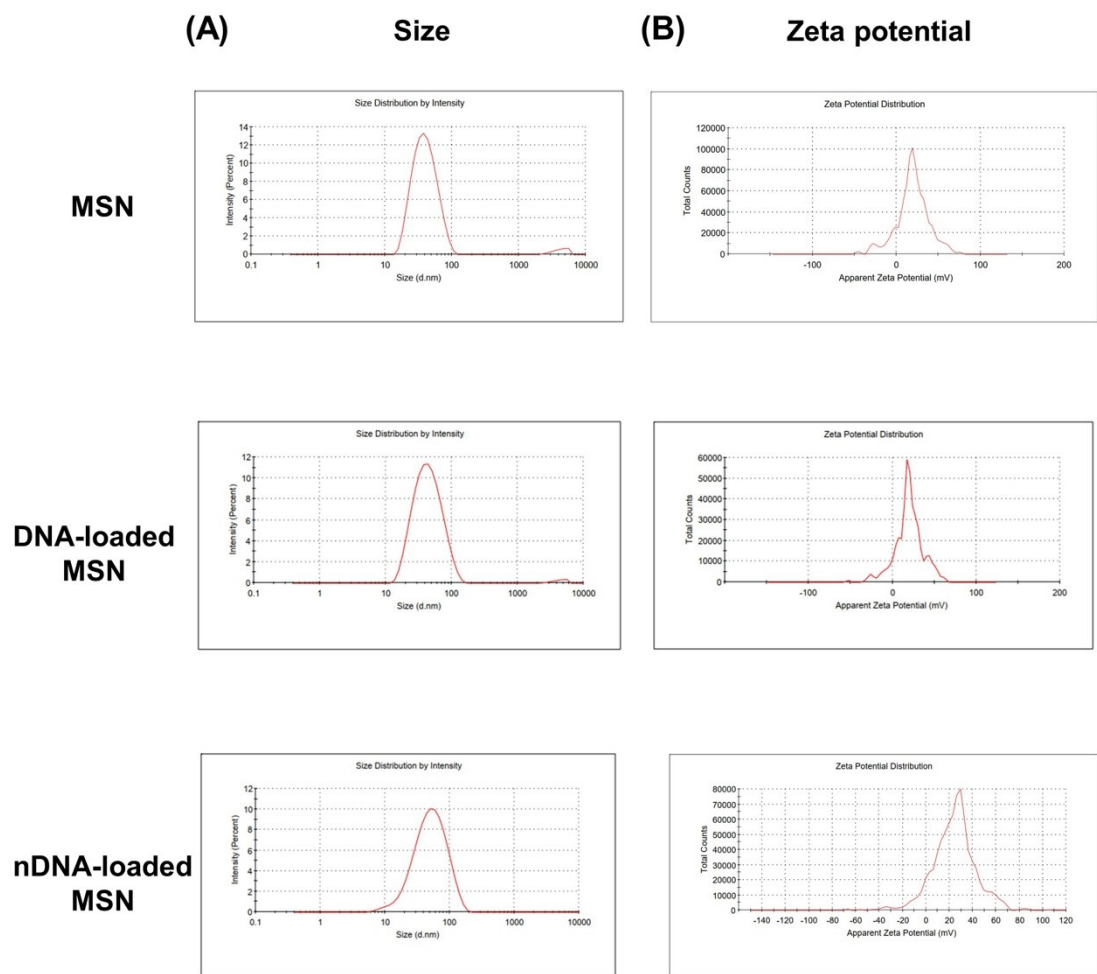 (A) Size (B) Zeta potential
MSN
Size Distribution by Intensity
Intensity (Percent)
14
12
10
8
6
4
2
0
0.1 1 10 100 1000 10000
Size (d.nm)
Zeta Potential Distribution
Total Counts
120000
100000
80000
60000
40000
20000
0
-100 0 100 200
Apparent Zeta Potential (mV)
DNA-loaded
MSN
Size Distribution by Intensity
Intensity (Percent)
12
10
8
6
4
2
0
0.1 1 10 100 1000 10000
Size (d.nm)
Zeta Potential Distribution
Total Counts
60000
50000
40000
30000
20000
10000
0
-100 0 100 200
Apparent Zeta Potential (mV)
nDNA-loaded
MSN
Size Distribution by Intensity
Intensity (Percent)
12
10
8
6
4
2
0
0.1 1 10 100 1000 10000
Size (d.nm)
Zeta Potential Distribution
Total Counts
80000
70000
60000
50000
40000
30000
20000
10000
0
-140 -120 -100 -80 -60 -40 -20 0 20 40 60 80 100 120
Apparent Zeta Potential (mV)